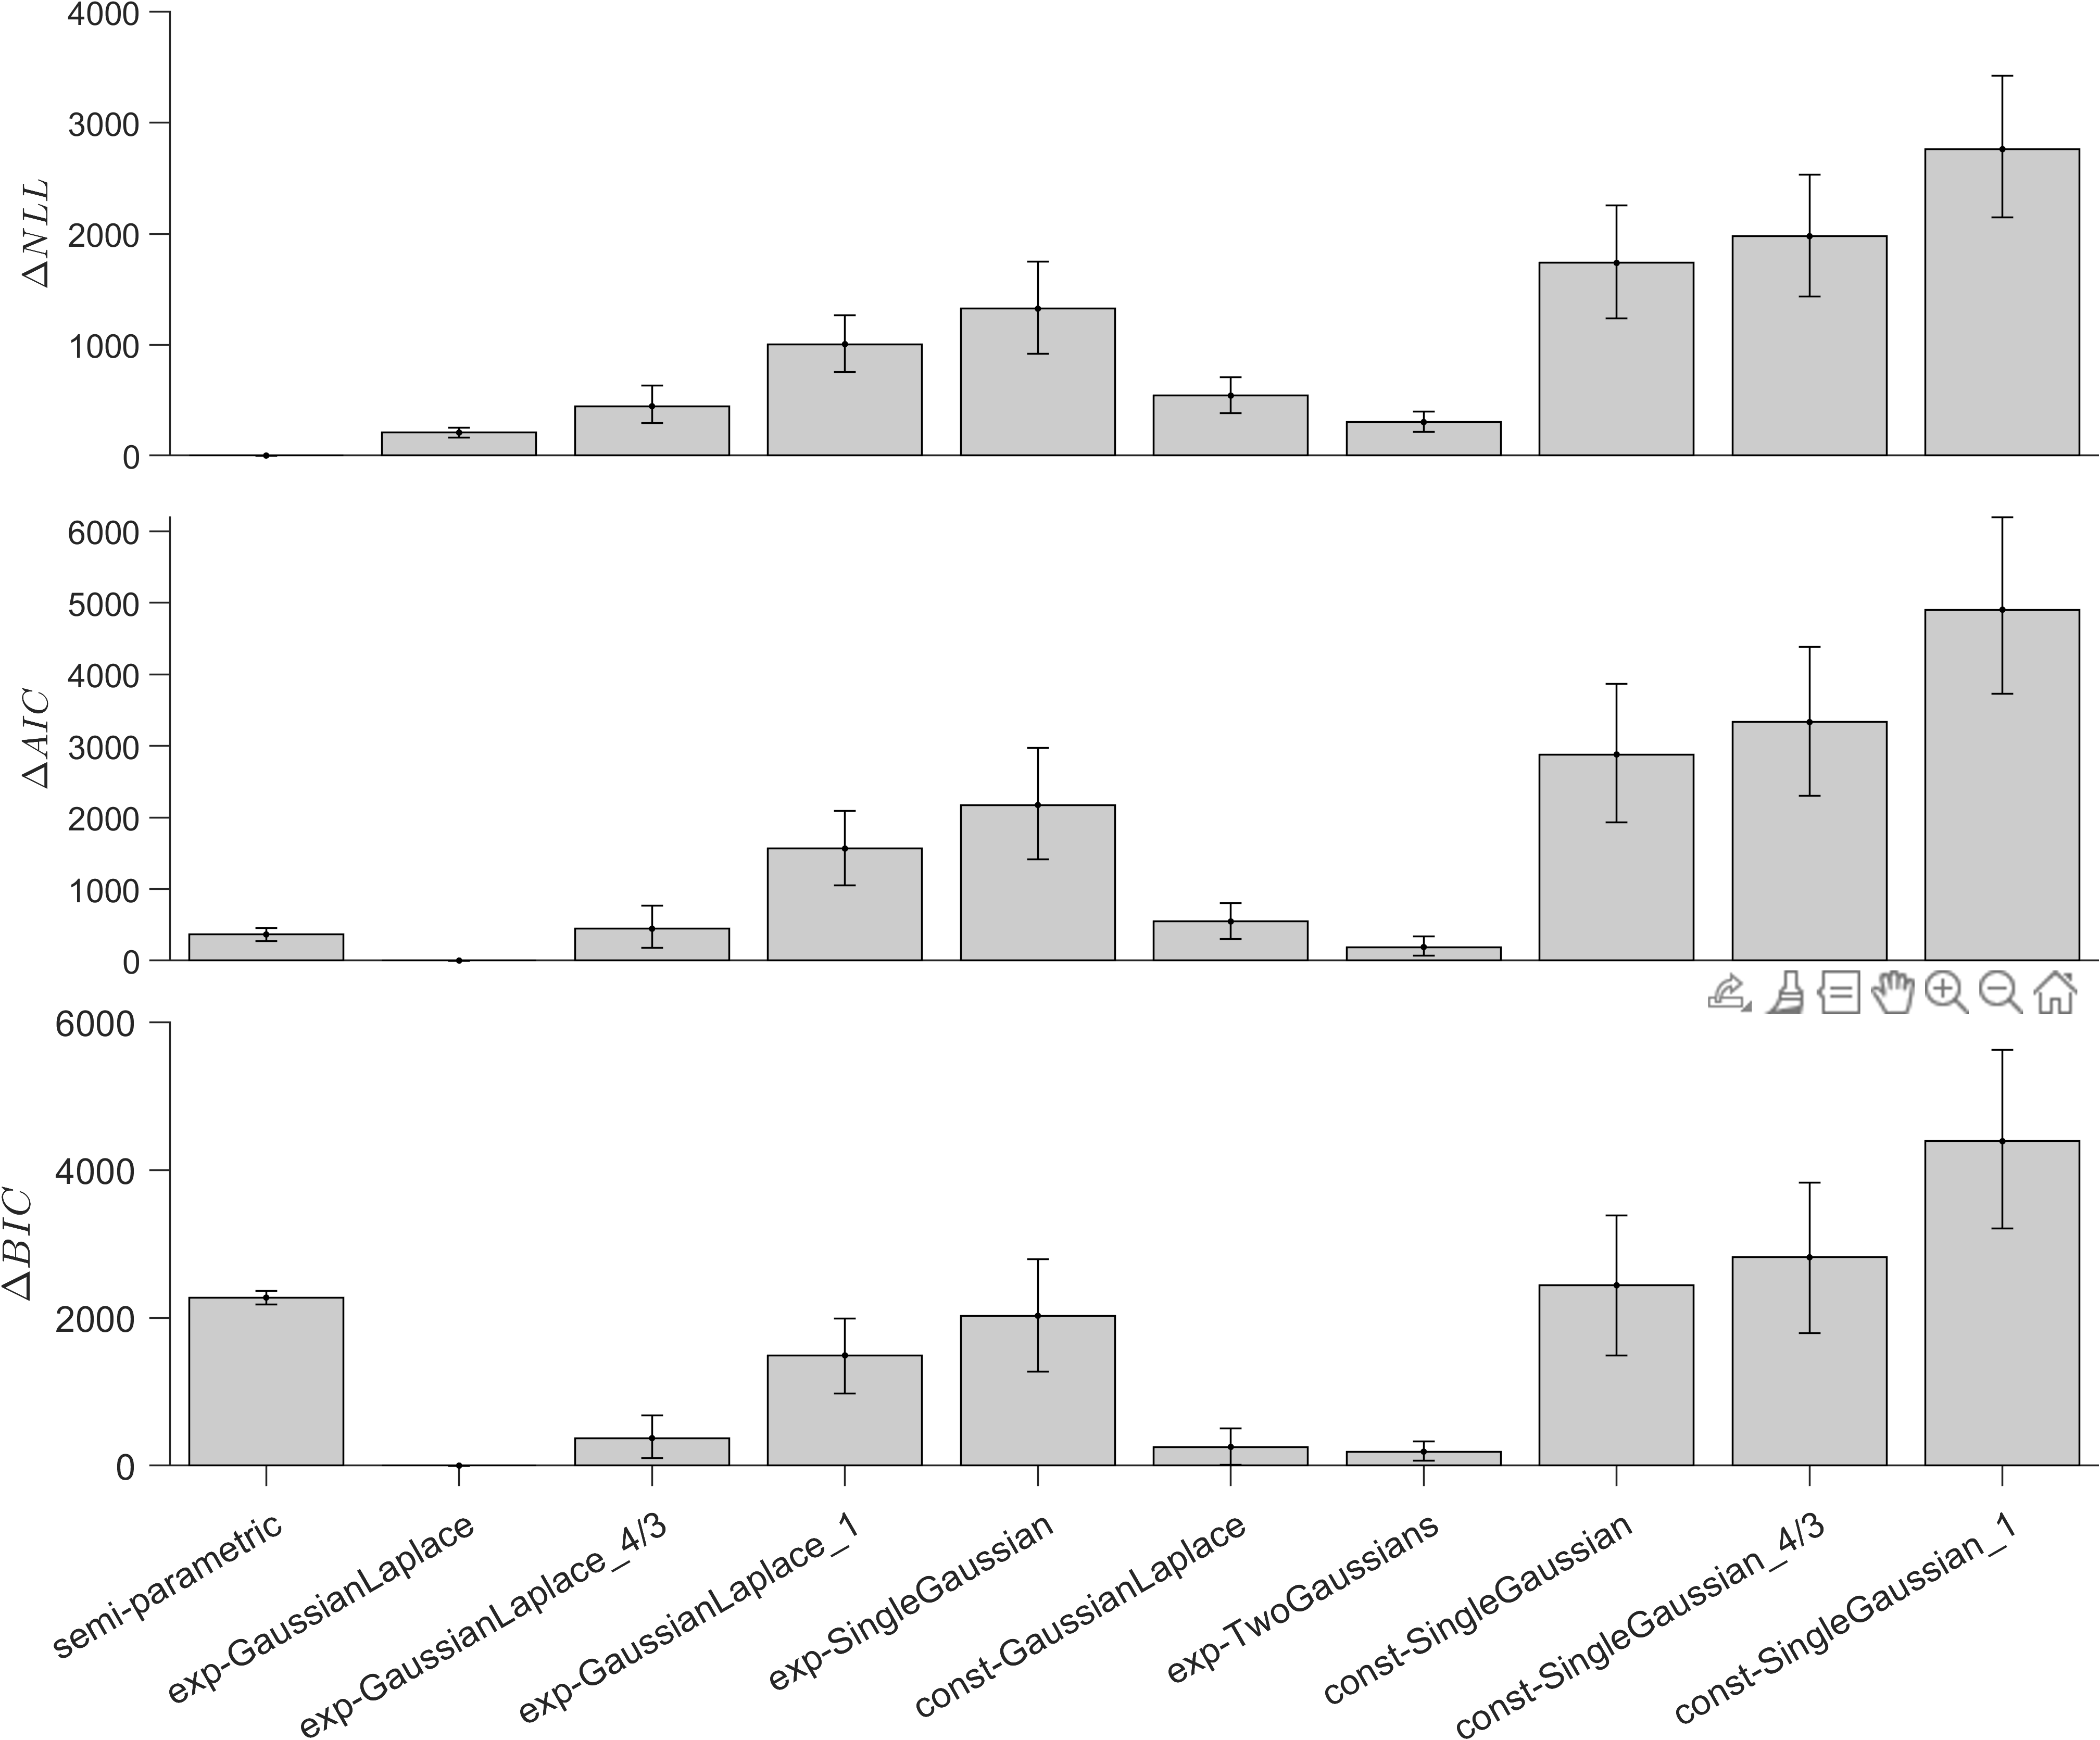 4000
3000
2000
1000
0
ΔNLL
6000
5000
4000
3000
2000
1000
0
ΔAIC
6000
4000
2000
0
ΔBIC
semi-parametric
exp-GaussianLaplace
exp-GaussianLaplace_4/3
exp-GaussianLaplace_1
exp-SingleGaussian
const-GaussianLaplace
exp-TwoGaussians
const-SingleGaussian
const-SingleGaussian_4/3
const-SingleGaussian_1